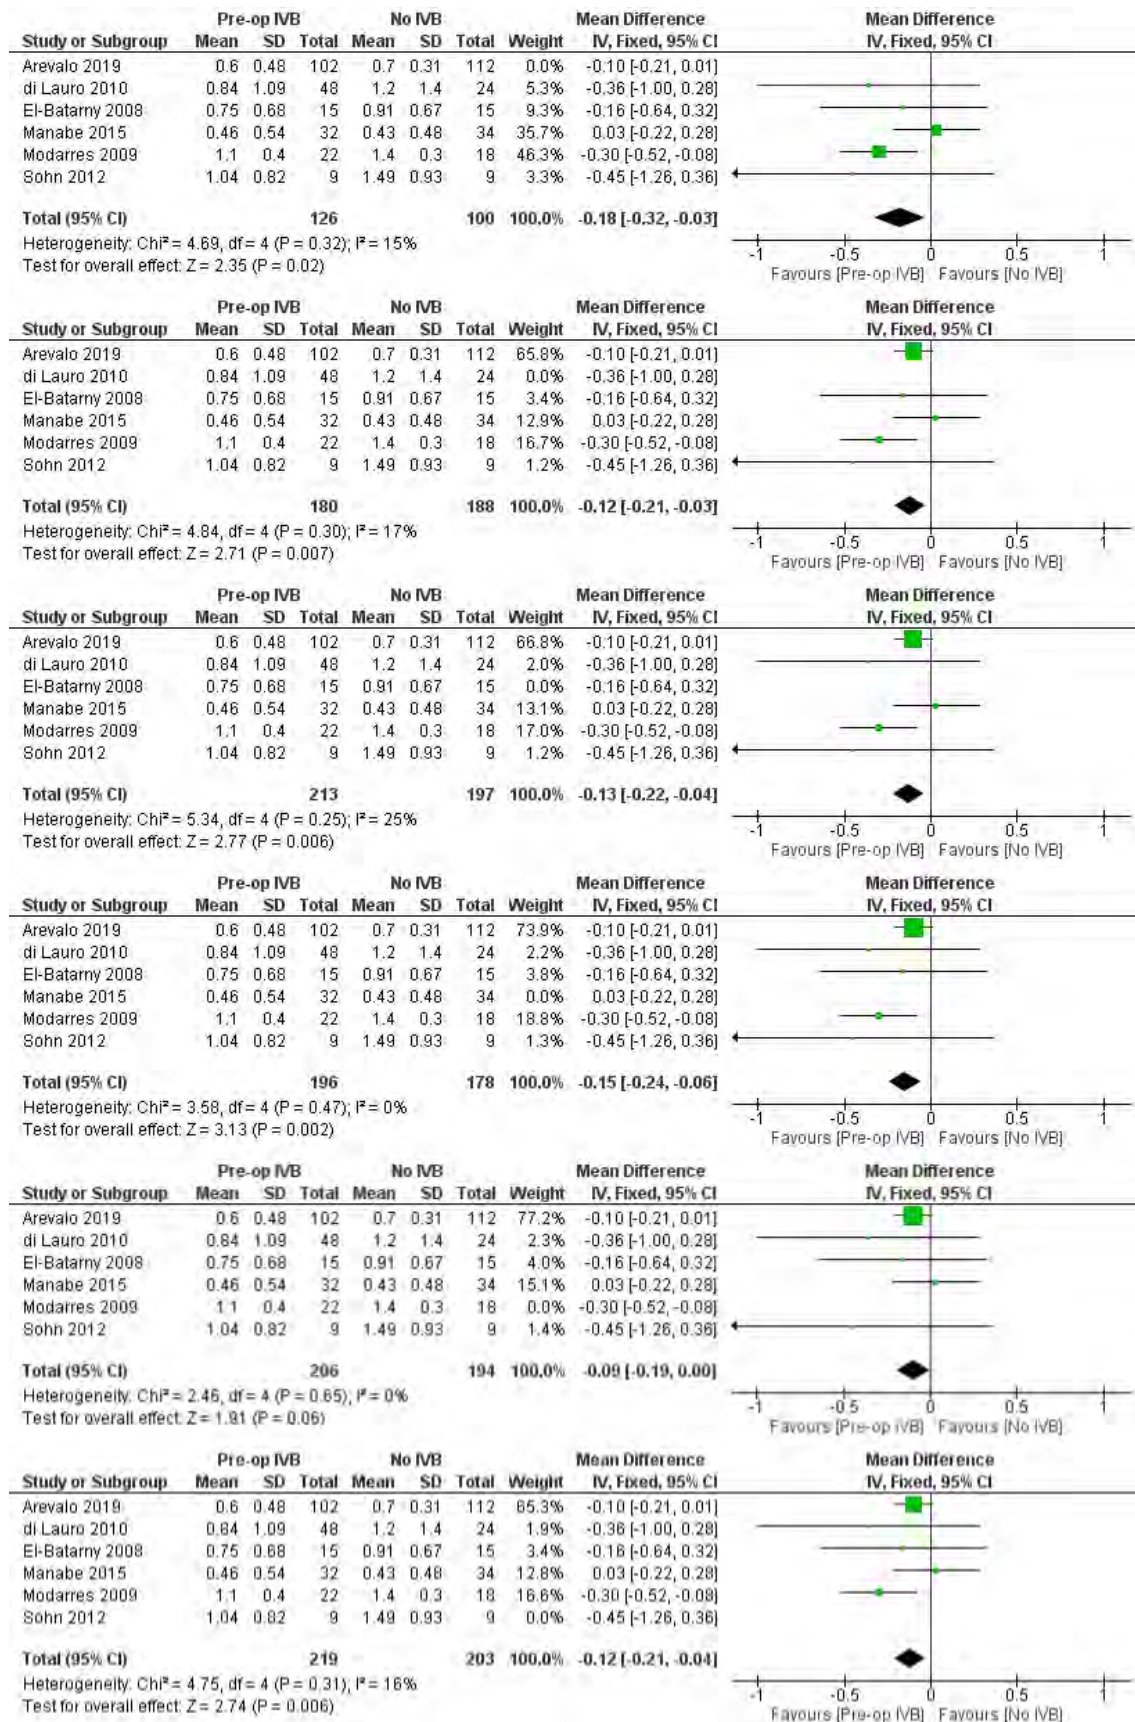 Pre-op IVB No IVB Mean Difference Mean Difference
Study or Subgroup Mean SD Total Mean SD Total Weight IV, Fixed, 95% CI IV, Fixed, 95% CI
Arevalo 2019 0.6 0.48 102 0.7 0.31 112 0.0% -0.10 [-0.21, 0.01]
di Lauro 2010 0.84 1.09 48 1.2 1.4 24 5.3% -0.36 [-1.00, 0.28]
El-Batarny 2008 0.75 0.68 15 0.91 0.67 15 9.3% -0.16 [-0.64, 0.32]
Manabe 2015 0.46 0.54 32 0.43 0.48 34 35.7% 0.03 [-0.22, 0.28]
Modarres 2009 1.1 0.4 22 1.4 0.3 18 46.3% -0.30 [-0.52, -0.08]
Sohn 2012 1.04 0.82 9 1.49 0.93 9 3.3% -0.45 [-1.26, 0.36]
Total (95% CI) 126 100 100.0% -0.18 [-0.32, -0.03]
Heterogeneity: Chi² = 4.69, df = 4 (P = 0.32); I² = 15%
Test for overall effect: Z = 2.35 (P = 0.02)
-1 -0.5 0 0.5 1
Favours [Pre-op IVB] Favours [No IVB]
Pre-op IVB No IVB Mean Difference Mean Difference
Study or Subgroup Mean SD Total Mean SD Total Weight IV, Fixed, 95% CI IV, Fixed, 95% CI
Arevalo 2019 0.6 0.48 102 0.7 0.31 112 65.8% -0.10 [-0.21, 0.01]
di Lauro 2010 0.84 1.09 48 1.2 1.4 24 0.0% -0.36 [-1.00, 0.28]
El-Batarny 2008 0.75 0.68 15 0.91 0.67 15 3.4% -0.16 [-0.64, 0.32]
Manabe 2015 0.46 0.54 32 0.43 0.48 34 12.9% 0.03 [-0.22, 0.28]
Modarres 2009 1.1 0.4 22 1.4 0.3 18 16.7% -0.30 [-0.52, -0.08]
Sohn 2012 1.04 0.82 9 1.49 0.93 9 1.2% -0.45 [-1.26, 0.36]
Total (95% CI) 180 188 100.0% -0.12 [-0.21, -0.03]
Heterogeneity: Chi² = 4.84, df = 4 (P = 0.30); I² = 17%
Test for overall effect: Z = 2.71 (P = 0.007)
-1 -0.5 0 0.5 1
Favours [Pre-op IVB] Favours [No IVB]
Pre-op IVB No IVB Mean Difference Mean Difference
Study or Subgroup Mean SD Total Mean SD Total Weight IV, Fixed, 95% CI IV, Fixed, 95% CI
Arevalo 2019 0.6 0.48 102 0.7 0.31 112 66.8% -0.10 [-0.21, 0.01]
di Lauro 2010 0.84 1.09 48 1.2 1.4 24 2.0% -0.36 [-1.00, 0.28]
El-Batarny 2008 0.75 0.68 15 0.91 0.67 15 0.0% -0.16 [-0.64, 0.32]
Manabe 2015 0.46 0.54 32 0.43 0.48 34 13.1% 0.03 [-0.22, 0.28]
Modarres 2009 1.1 0.4 22 1.4 0.3 18 17.0% -0.30 [-0.52, -0.08]
Sohn 2012 1.04 0.82 9 1.49 0.93 9 1.2% -0.45 [-1.26, 0.36]
Total (95% CI) 213 197 100.0% -0.13 [-0.22, -0.04]
Heterogeneity: Chi² = 5.34, df = 4 (P = 0.25); I² = 25%
Test for overall effect: Z = 2.77 (P = 0.006)
-1 -0.5 0 0.5 1
Favours [Pre-op IVB] Favours [No IVB]
Pre-op IVB No IVB Mean Difference Mean Difference
Study or Subgroup Mean SD Total Mean SD Total Weight IV, Fixed, 95% CI IV, Fixed, 95% CI
Arevalo 2019 0.6 0.48 102 0.7 0.31 112 73.9% -0.10 [-0.21, 0.01]
di Lauro 2010 0.84 1.09 48 1.2 1.4 24 2.2% -0.36 [-1.00, 0.28]
El-Batarny 2008 0.75 0.68 15 0.91 0.67 15 3.8% -0.16 [-0.64, 0.32]
Manabe 2015 0.46 0.54 32 0.43 0.48 34 0.0% 0.03 [-0.22, 0.28]
Modarres 2009 1.1 0.4 22 1.4 0.3 18 18.8% -0.30 [-0.52, -0.08]
Sohn 2012 1.04 0.82 9 1.49 0.93 9 1.3% -0.45 [-1.26, 0.36]
Total (95% CI) 196 178 100.0% -0.15 [-0.24, -0.06]
Heterogeneity: Chi² = 3.58, df = 4 (P = 0.47); I² = 0%
Test for overall effect: Z = 3.13 (P = 0.002)
-1 -0.5 0 0.5 1
Favours [Pre-op IVB] Favours [No IVB]
Pre-op IVB No IVB Mean Difference Mean Difference
Study or Subgroup Mean SD Total Mean SD Total Weight IV, Fixed, 95% CI IV, Fixed, 95% CI
Arevalo 2019 0.6 0.48 102 0.7 0.31 112 77.2% -0.10 [-0.21, 0.01]
di Lauro 2010 0.84 1.09 48 1.2 1.4 24 2.3% -0.36 [-1.00, 0.28]
El-Batarny 2008 0.75 0.68 15 0.91 0.67 15 4.0% -0.16 [-0.64, 0.32]
Manabe 2015 0.46 0.54 32 0.43 0.48 34 15.1% 0.03 [-0.22, 0.28]
Modarres 2009 1.1 0.4 22 1.4 0.3 18 0.0% -0.30 [-0.52, -0.08]
Sohn 2012 1.04 0.82 9 1.49 0.93 9 1.4% -0.45 [-1.26, 0.36]
Total (95% CI) 206 194 100.0% -0.09 [-0.19, 0.00]
Heterogeneity: Chi² = 2.46, df = 4 (P = 0.65); I² = 0%
Test for overall effect: Z = 1.91 (P = 0.06)
-1 -0.5 0 0.5 1
Favours [Pre-op IVB] Favours [No IVB]
Pre-op IVB No IVB Mean Difference Mean Difference
Study or Subgroup Mean SD Total Mean SD Total Weight IV, Fixed, 95% CI IV, Fixed, 95% CI
Arevalo 2019 0.6 0.48 102 0.7 0.31 112 65.3% -0.10 [-0.21, 0.01]
di Lauro 2010 0.84 1.09 48 1.2 1.4 24 1.9% -0.36 [-1.00, 0.28]
El-Batarny 2008 0.75 0.68 15 0.91 0.67 15 3.4% -0.16 [-0.64, 0.32]
Manabe 2015 0.46 0.54 32 0.43 0.48 34 12.8% 0.03 [-0.22, 0.28]
Modarres 2009 1.1 0.4 22 1.4 0.3 18 16.6% -0.30 [-0.52, -0.08]
Sohn 2012 1.04 0.82 9 1.49 0.93 9 0.0% -0.45 [-1.26, 0.36]
Total (95% CI) 219 203 100.0% -0.12 [-0.21, -0.04]
Heterogeneity: Chi² = 4.75, df = 4 (P = 0.31); I² = 16%
Test for overall effect: Z = 2.74 (P = 0.006)
-1 -0.5 0 0.5 1
Favours [Pre-op IVB] Favours [No IVB]